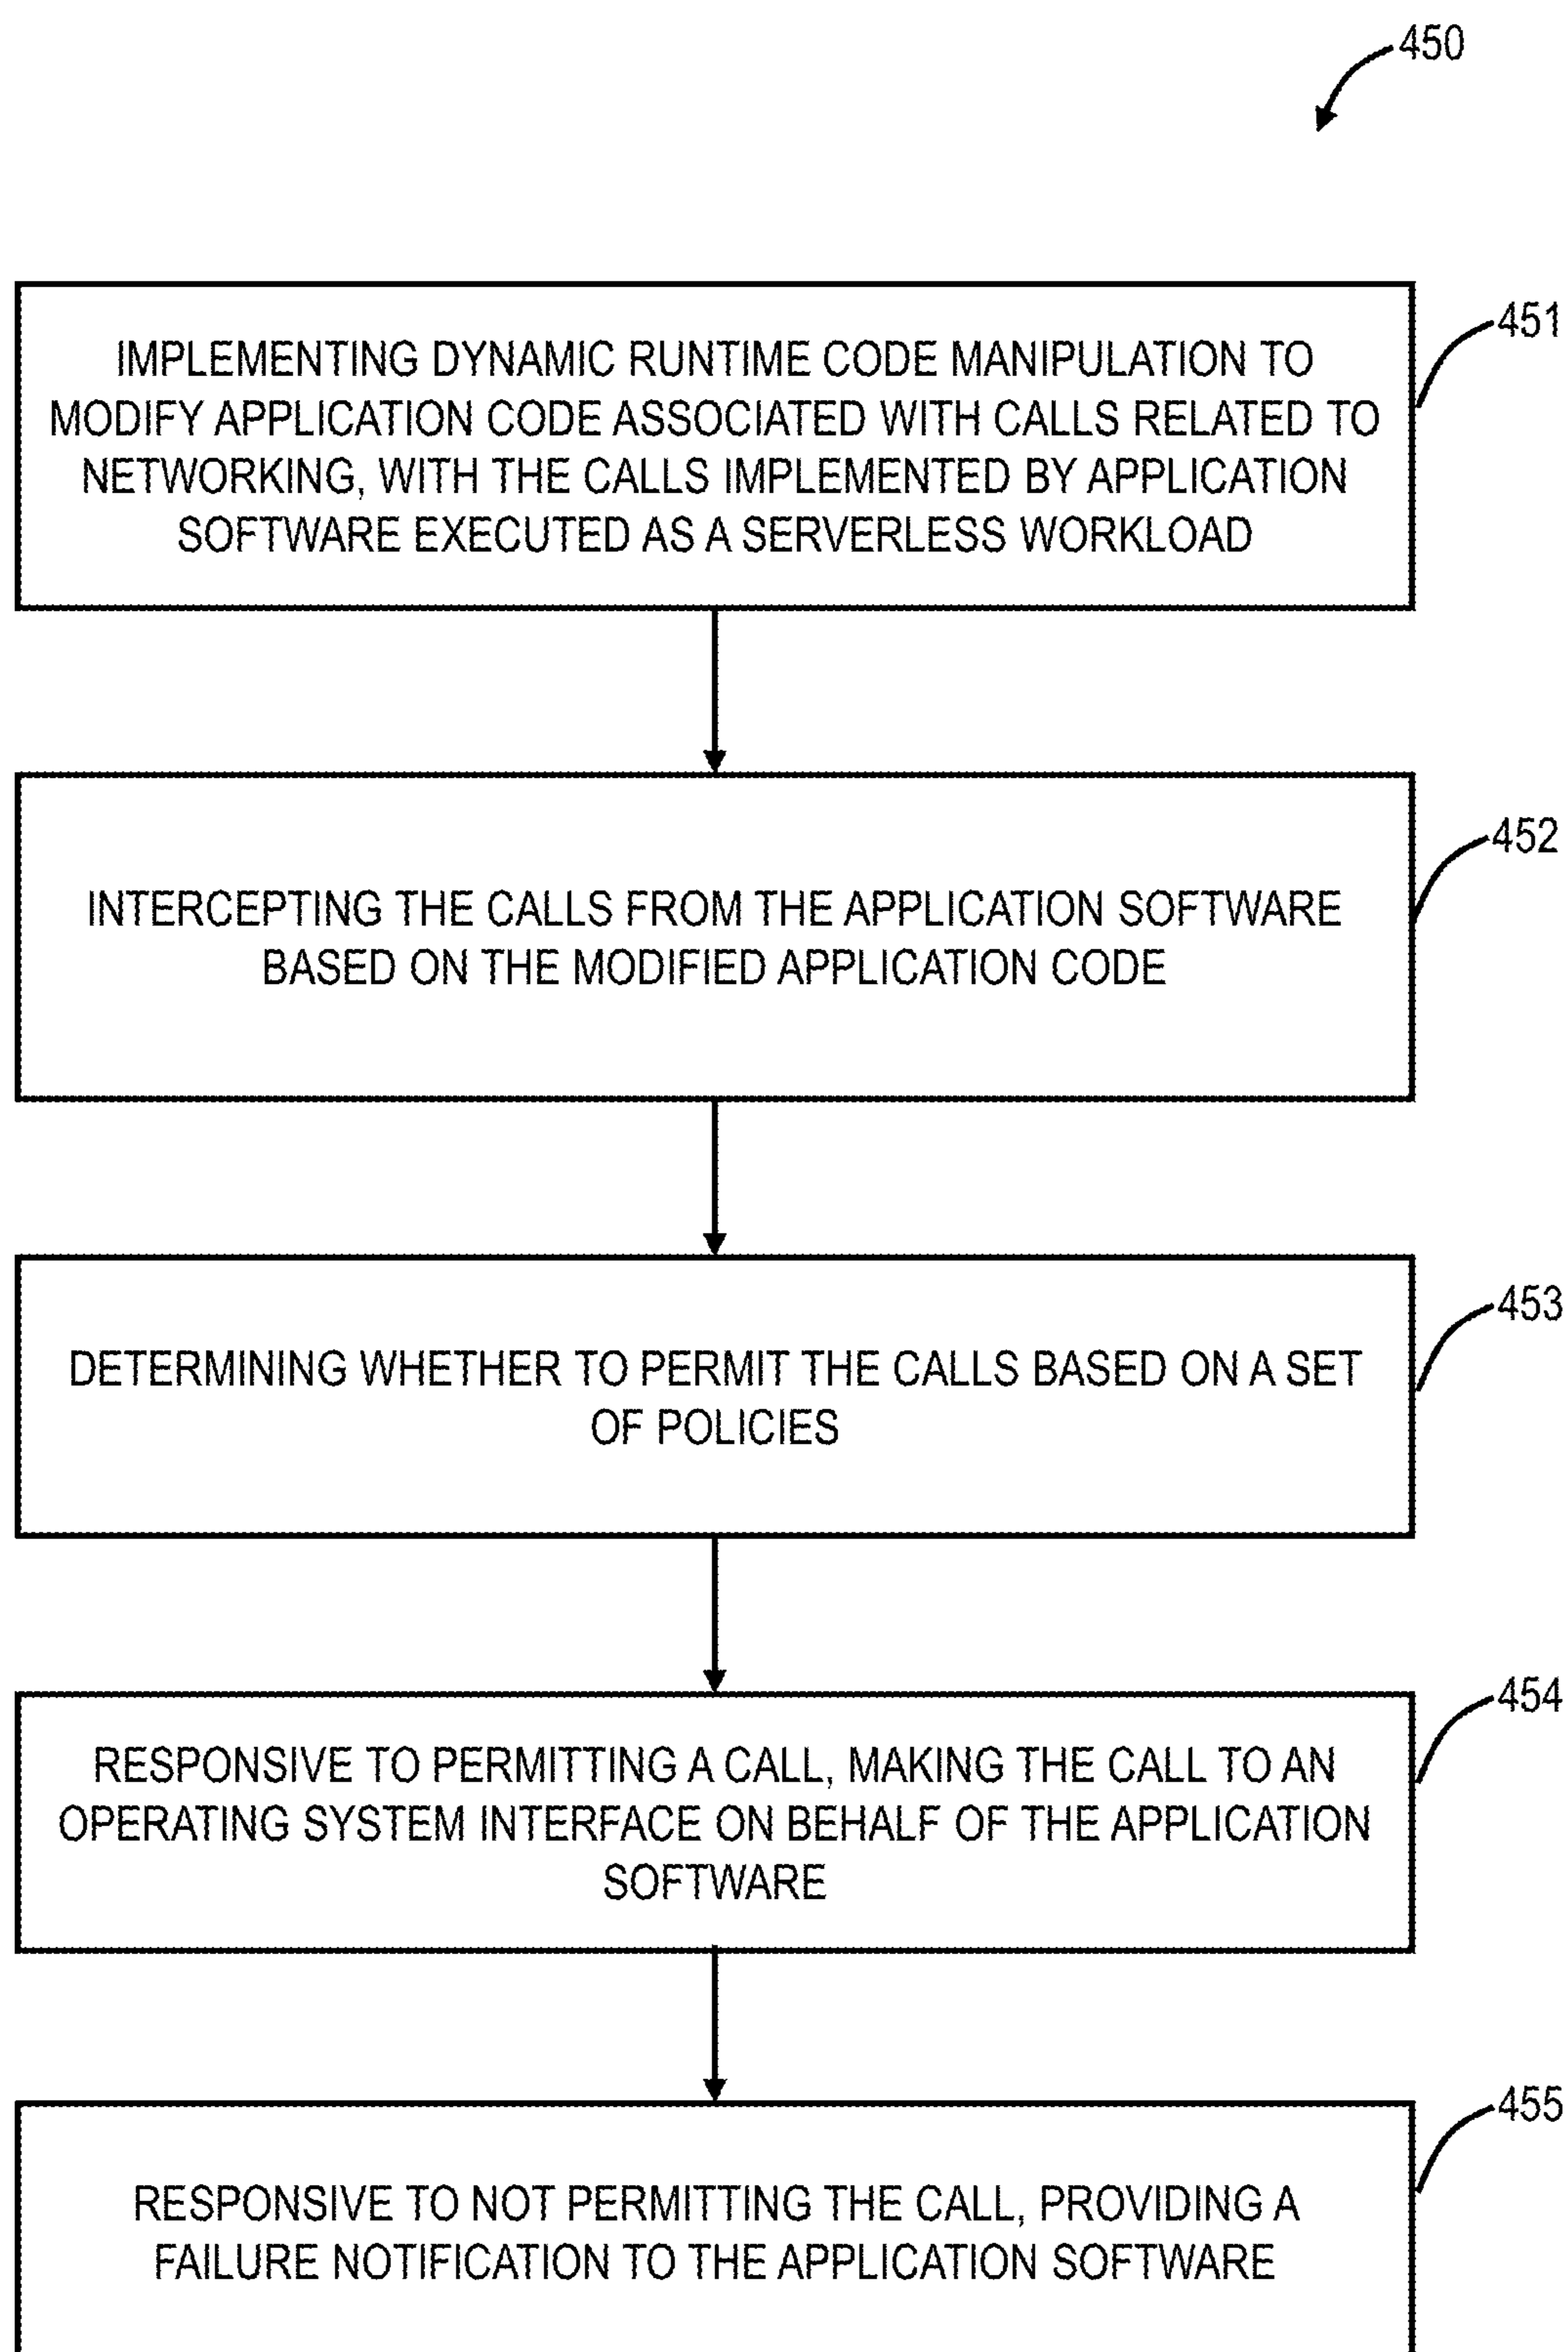 450
IMPLEMENTING DYNAMIC RUNTIME CODE MANIPULATION TO
MODIFY APPLICATION CODE ASSOCIATED WITH CALLS RELATED TO
NETWORKING, WITH THE CALLS IMPLEMENTED BY APPLICATION
SOFTWARE EXECUTED AS A SERVERLESS WORKLOAD
451
INTERCEPTING THE CALLS FROM THE APPLICATION SOFTWARE
BASED ON THE MODIFIED APPLICATION CODE
452
DETERMINING WHETHER TO PERMIT THE CALLS BASED ON A SET
OF POLICIES
453
RESPONSIVE TO PERMITTING A CALL, MAKING THE CALL TO AN
OPERATING SYSTEM INTERFACE ON BEHALF OF THE APPLICATION
SOFTWARE
454
RESPONSIVE TO NOT PERMITTING THE CALL, PROVIDING A
FAILURE NOTIFICATION TO THE APPLICATION SOFTWARE
455